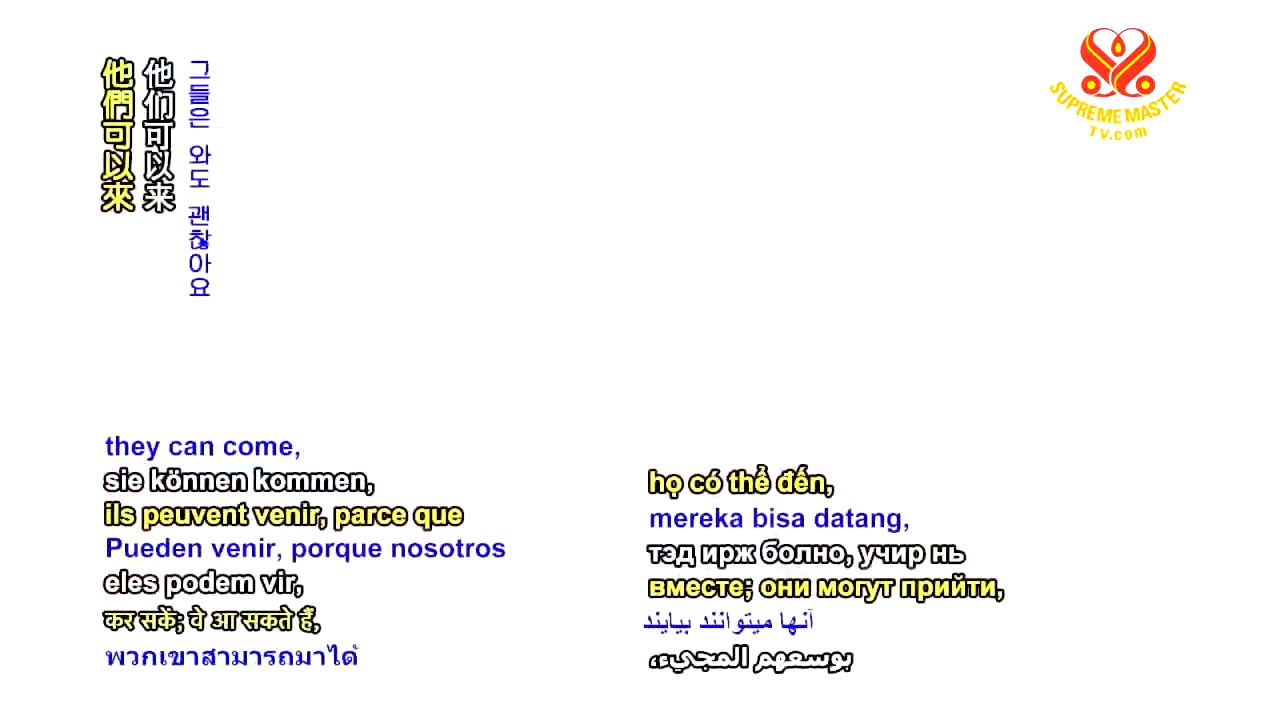 他們可以來
他们可以来
그들은 와도 괜찮아요
SUPREME MASTER
TV.com
they can come,
sie können kommen,
ils peuvent venir, parce que
Pueden venir, porque nosotros
eles podem vir,
कर सकें; वे आ सकते हैं,
พวกเขาสามารถมาได้
họ có thể đến,
mereka bisa datang,
тэд ирж болно, учир нь
вместе; они могут прийти,
آنها میتوانند بیایند
بوسعهم المجيء،